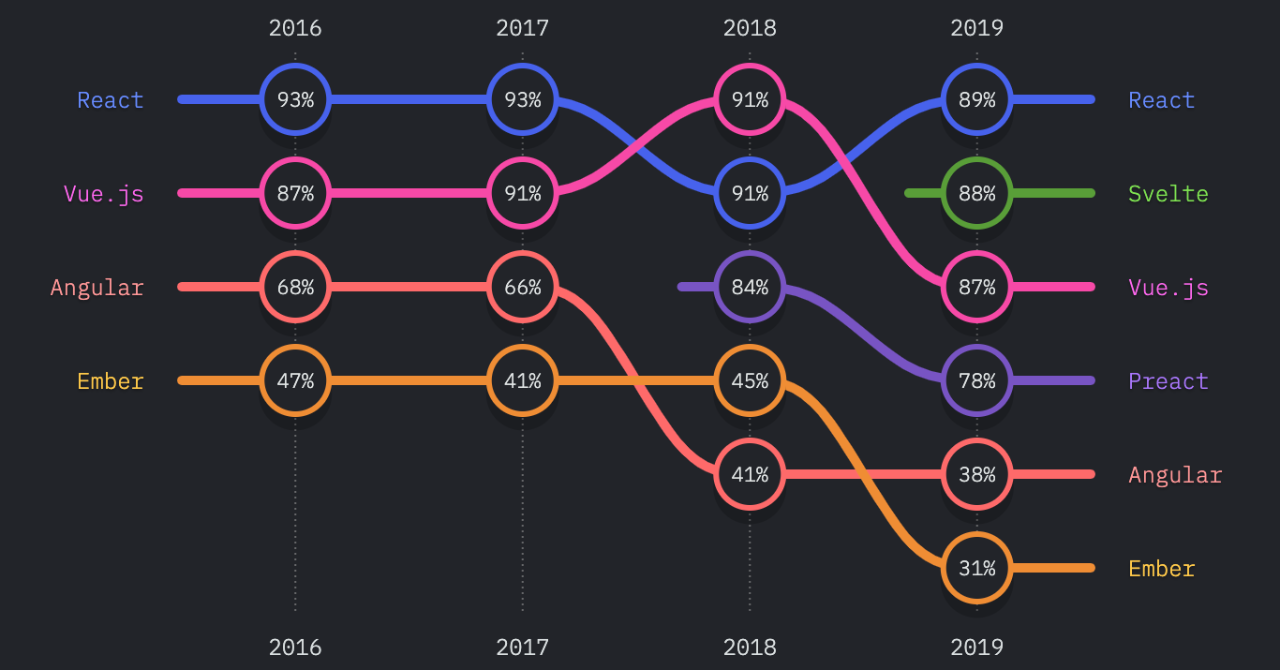 2016 2017 2018 2019
React 93% 93% 91% 89% React
Vue.js 87% 91% 91% 88% Svelte
Angular 68% 66% 84% 87% Vue.js
Ember 47% 41% 45% 78% Preact
41% 38% Angular
31% Ember
2016 2017 2018 2019